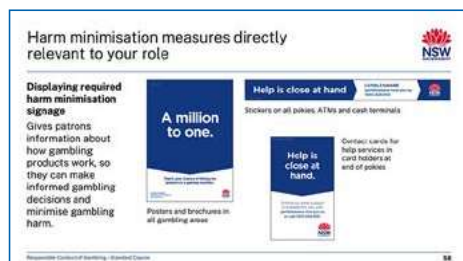 Harm minimisation measures directly
relevant to your role
NSW
GOVERNMENT
Displaying required
harm minimisation
signage
Gives patrons
information about
how gambling
products work, so
they can make
informed gambling
decisions and
minimise gambling
harm.
A million
to one.
Posters and brochures in
all gambling areas
Help is close at hand
GAMBLEAWARE
Stickers on all pokies, ATMs and cash terminals
Help is
close at
hand.
Contact cards for
help services in
card holders at
end of pokies
Responsible Conduct of Gambling – Standard Course
58